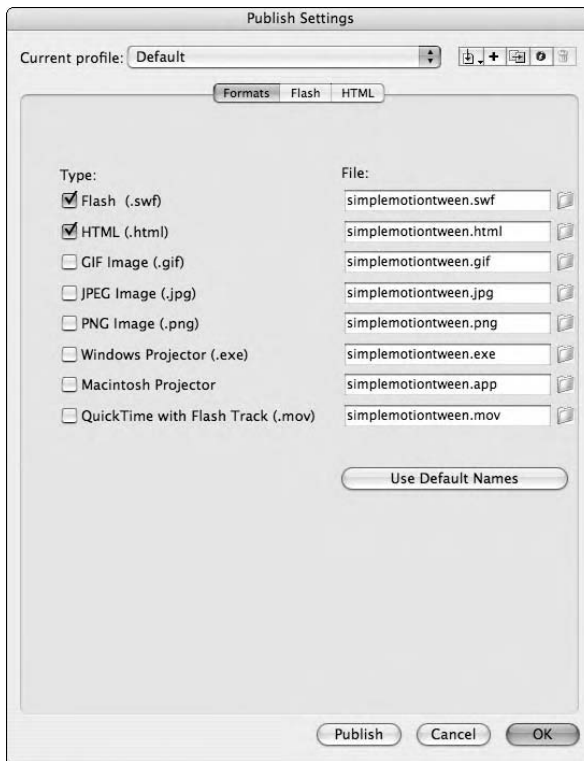 Publish Settings
Current profile: Default
Formats Flash HTML
Type: File:
Flash (.swf) simplemotiontween.swf
HTML (.html) simplemotiontween.html
GIF Image (.gif) simplemotiontween.gif
JPEG Image (.jpg) simplemotiontween.jpg
PNG Image (.png) simplemotiontween.png
Windows Projector (.exe) simplemotiontween.exe
Macintosh Projector simplemotiontween.app
QuickTime with Flash Track (.mov) simplemotiontween.mov
Use Default Names
Publish Cancel OK